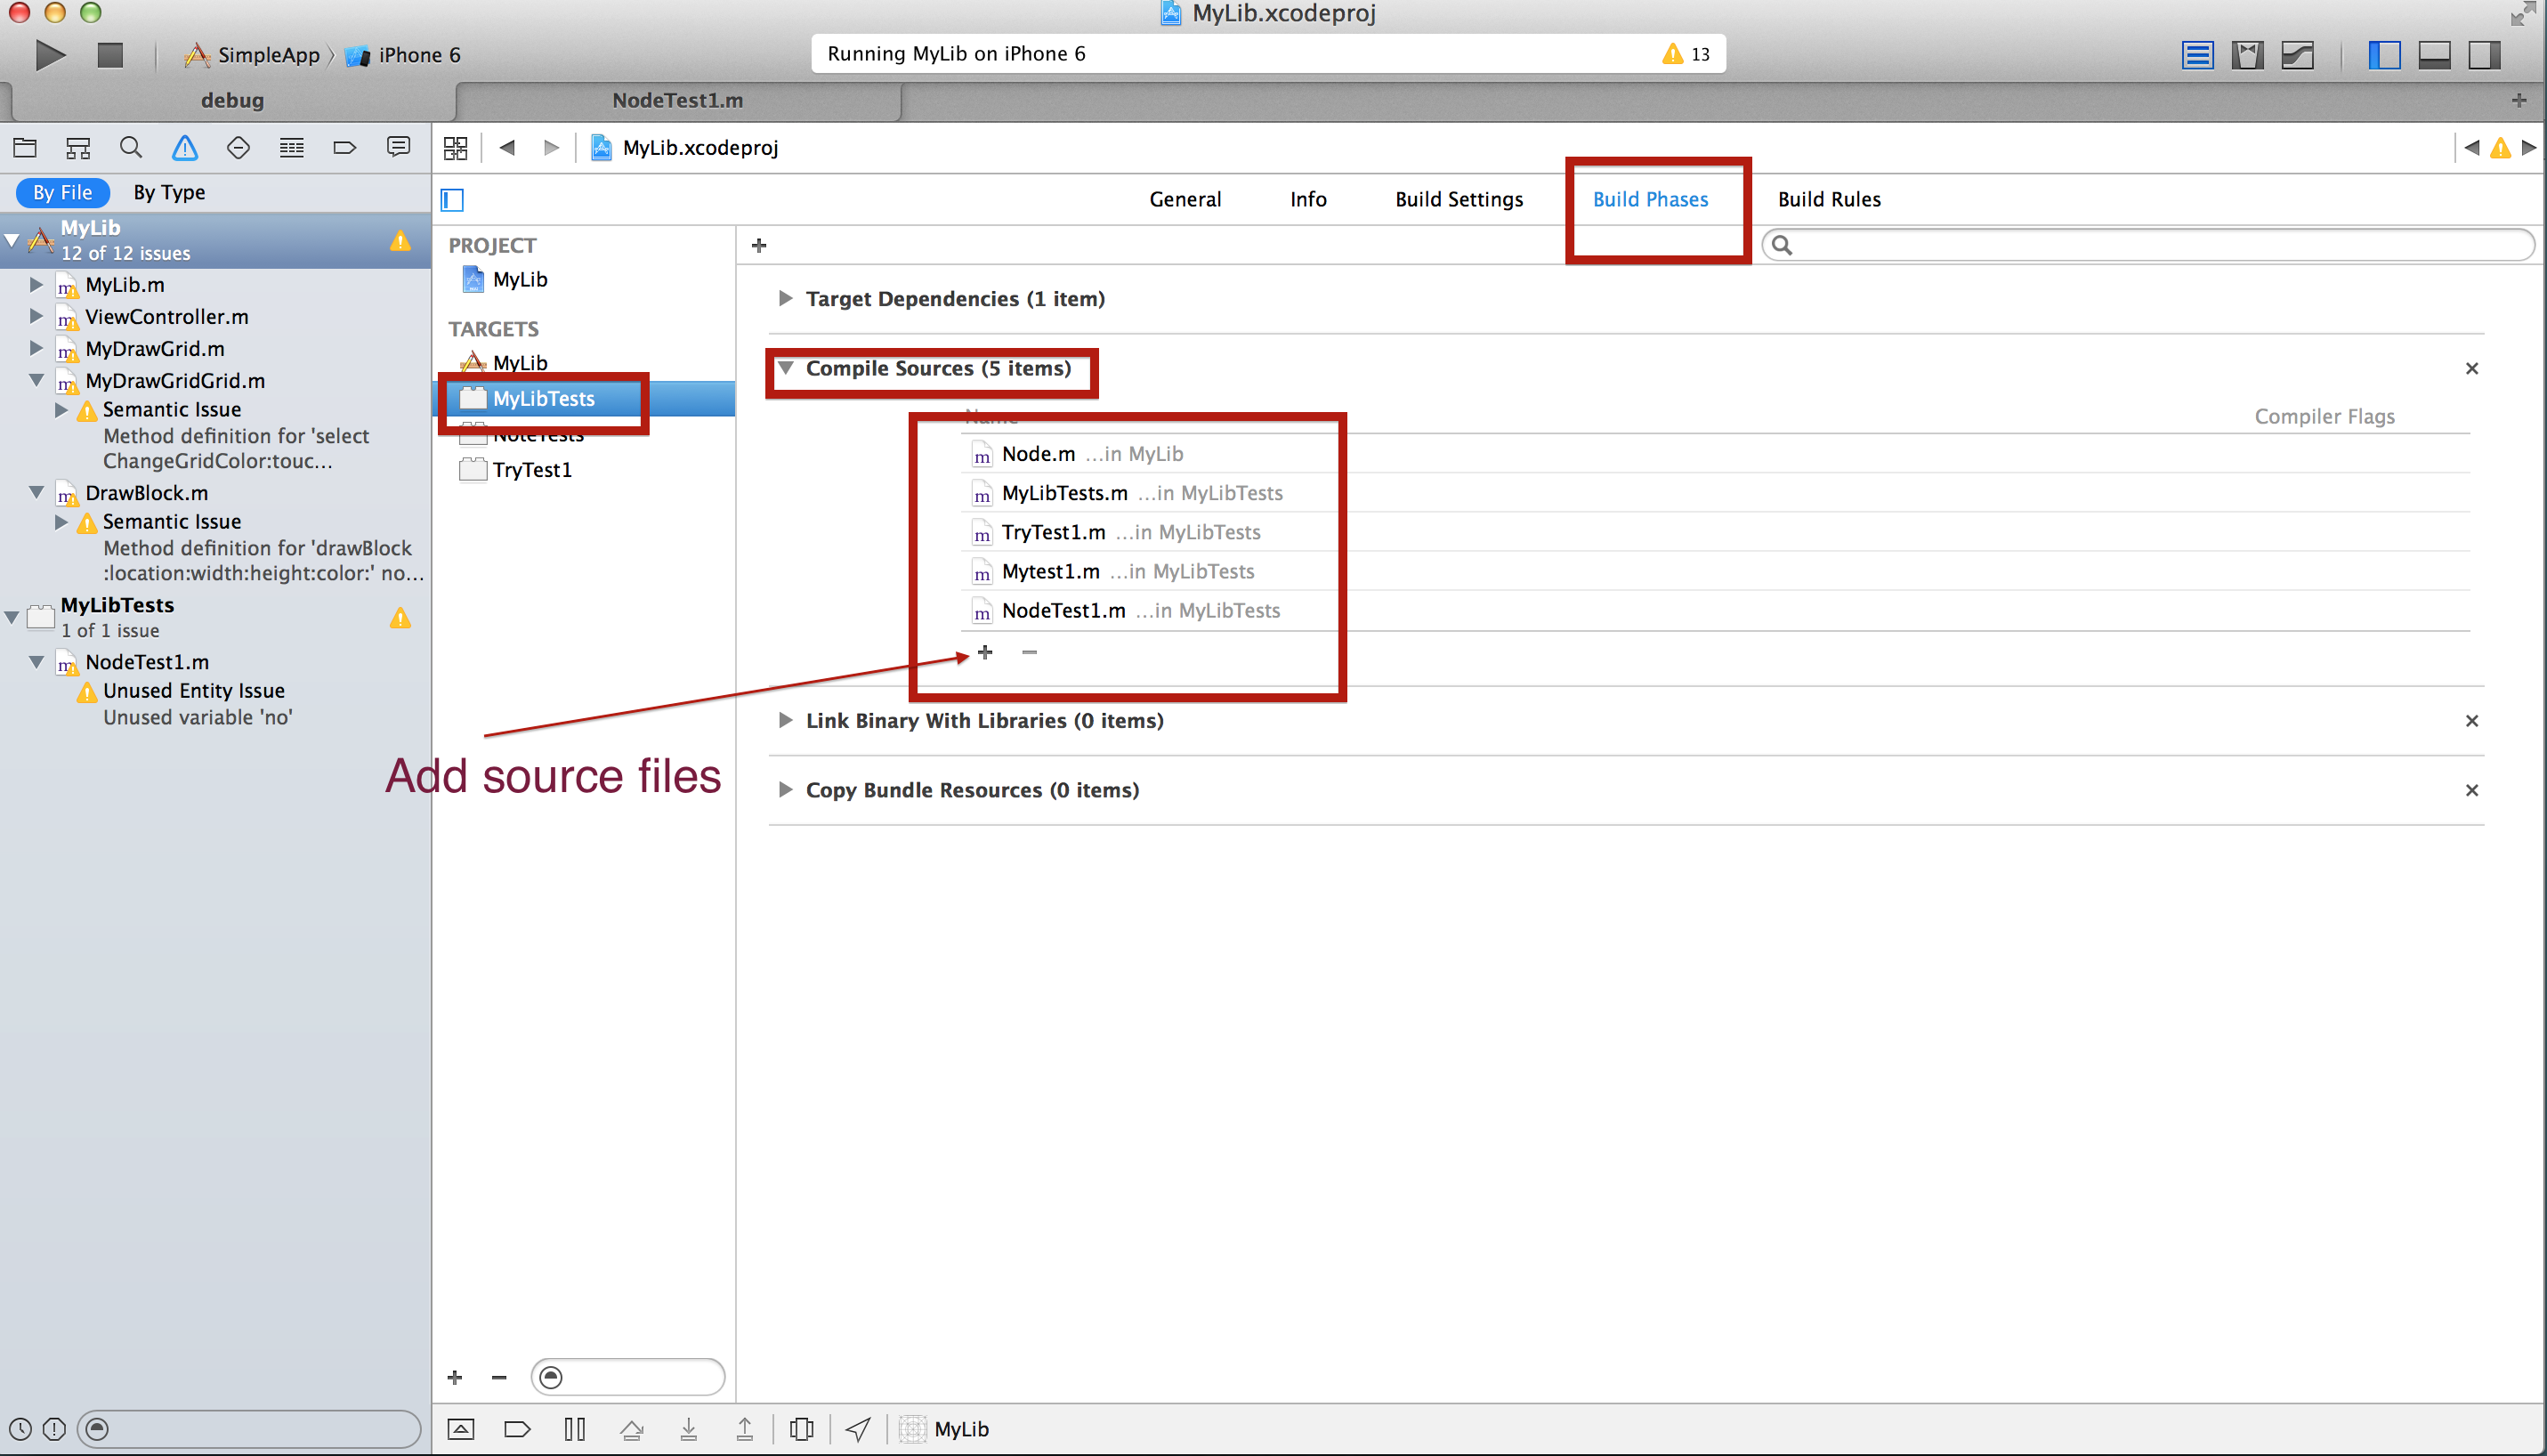 MyLib.xcodeproj
SimpleApp
iPhone 6
Running MyLib on iPhone 6
13
debug
NodeTest1.m
MyLib.xcodeproj
By File
By Type
General
Info
Build Settings
Build Phases
Build Rules
MyLib
12 of 12 issues
MyLib.m
ViewController.m
MyDrawGrid.m
MyDrawGridGrid.m
Semantic Issue
Method definition for 'select
ChangeGridColor:touc...
DrawBlock.m
Semantic Issue
Method definition for 'drawBlock
:location:width:height:color:' no...
MyLibTests
1 of 1 issue
NodeTest1.m
Unused Entity Issue
Unused variable 'no'
PROJECT
MyLib
TARGETS
MyLib
MyLibTests
NoteTests
TryTest1
Target Dependencies (1 item)
Compile Sources (5 items)
Name
Compiler Flags
Node.m ...in MyLib
MyLibTests.m ...in MyLibTests
TryTest1.m ...in MyLibTests
Mytest1.m ...in MyLibTests
NodeTest1.m ...in MyLibTests
Link Binary With Libraries (0 items)
Add source files
Copy Bundle Resources (0 items)
MyLib